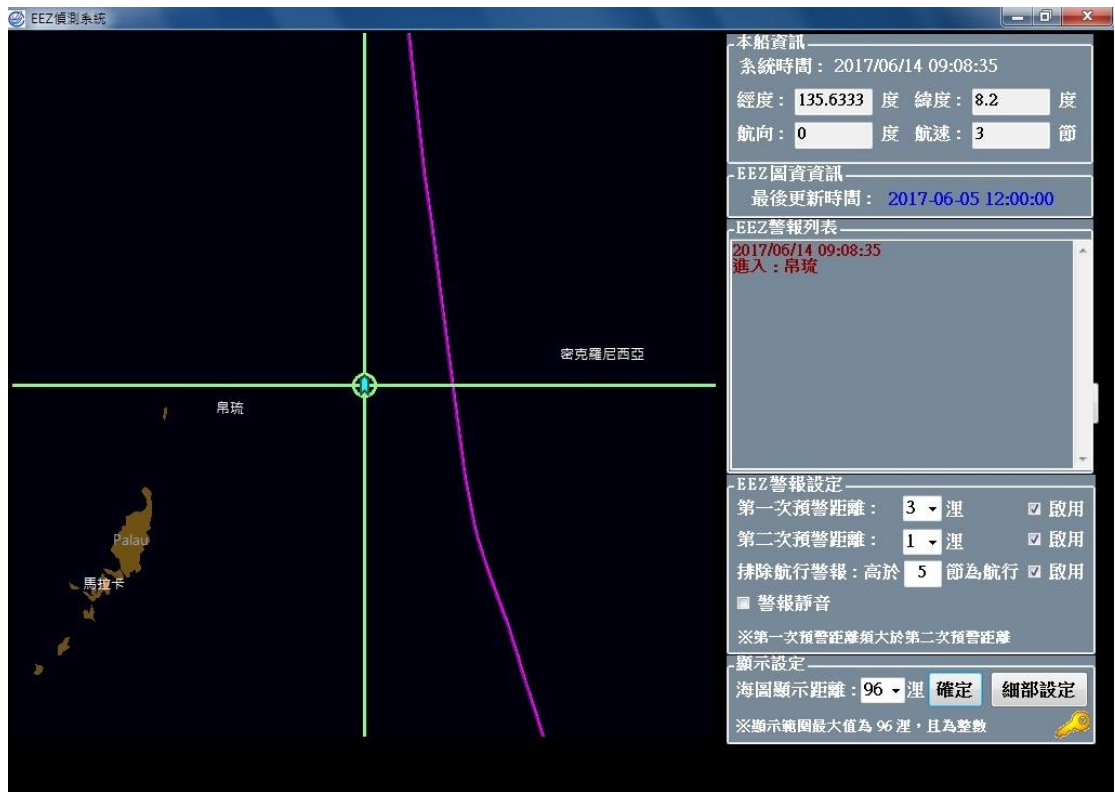 EEZ偵測系統
本船資訊
系統時間： 2017/06/14 09:08:35
經度： 135.6333 度 緯度： 8.2 度
航向： 0 度 航速： 3 節
EEZ圖資資訊
最後更新時間： 2017-06-05 12:00:00
EEZ警報列表
2017/06/14 09:08:35
進入：帛琉
密克羅尼西亞
帛琉
Palau
馬拉卡
EEZ警報設定
第一次預警距離： 3 浬 啟用
第二次預警距離： 1 浬 啟用
排除航行警報：高於 5 節為航行 啟用
警報靜音
※第一次預警距離須大於第二次預警距離
顯示設定
海圖顯示距離： 96 浬 確定 細部設定
※顯示範圍最大值為 96 浬，且為整數